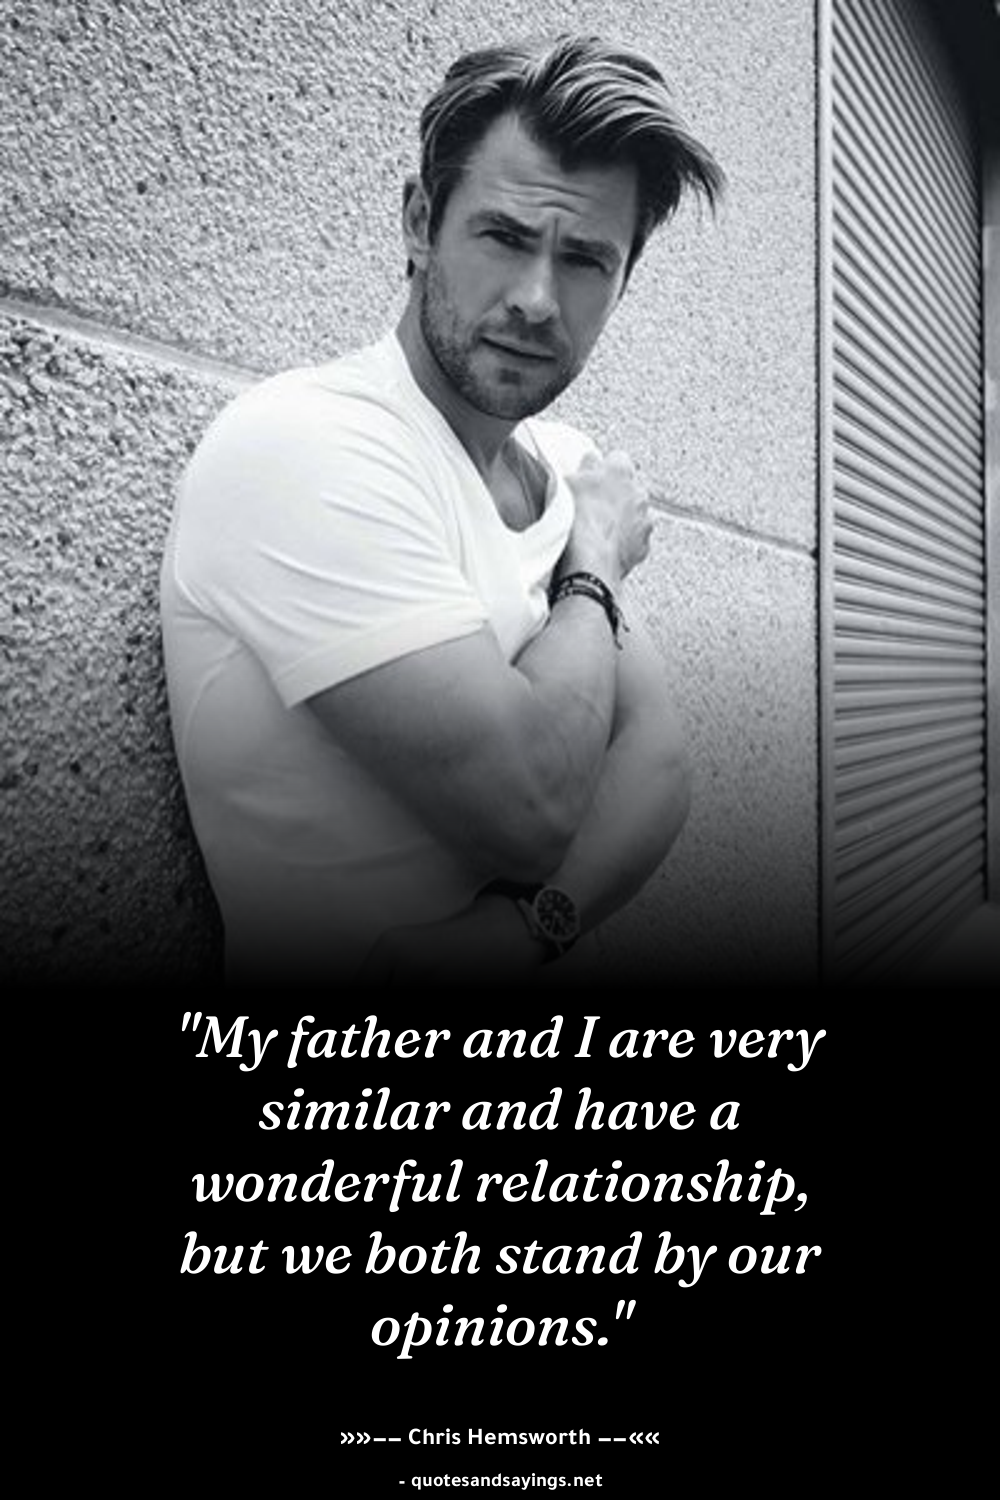 "My father and I are very
similar and have a
wonderful relationship,
but we both stand by our
opinions."
»»–– Chris Hemsworth ––««
- quotesandsayings.net